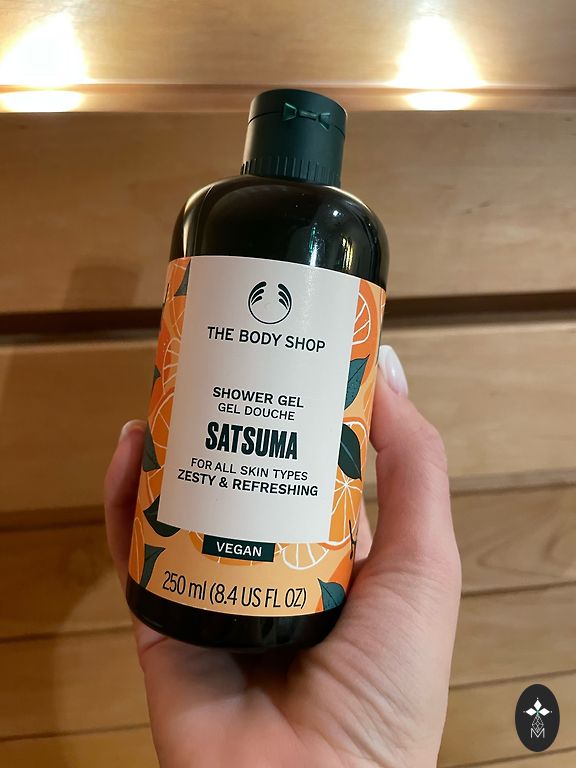 THE BODY SHOP
SHOWER GEL
GEL DOUCHE
SATSUMA
FOR ALL SKIN TYPES
ZESTY & REFRESHING
VEGAN
250 ml (8.4 US FL OZ)
M